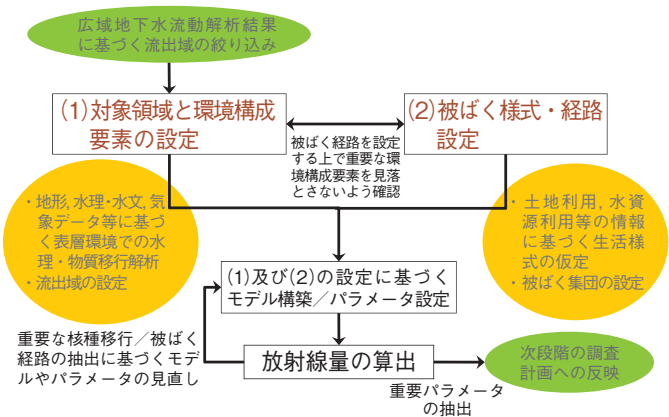 広域地下水流動解析結果
に基づく流出域の絞り込み
(1)対象領域と環境構成
要素の設定
(2)被ばく様式・経路
設定
被ばく経路を設定
する上で重要な環
境構成要素を見落
とさないよう確認
・地形,水理・水文,気
象データ等に基づ
く表層環境での水
理・物質移行解析
・流出域の設定
・土地利用,水資
源利用等の情報
に基づく生活様
式の仮定
・被ばく集団の設定
(1)及び(2)の設定に基づく
モデル構築/パラメータ設定
重要な核種移行/被ばく
経路の抽出に基づくモデ
ルやパラメータの見直し
放射線量の算出
重要パラメータ
の抽出
次段階の調査
計画への反映